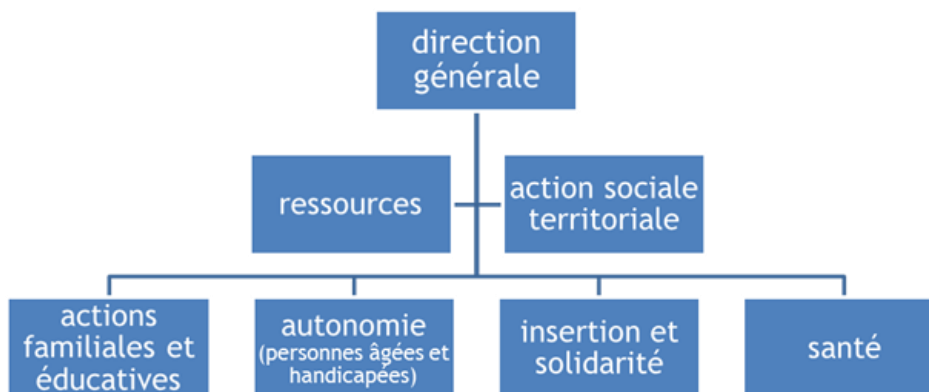 direction
générale
ressources
action sociale
territoriale
actions
familiales et
éducatives
autonomie
(personnes âgées et
handicapées)
insertion et
solidarité
santé